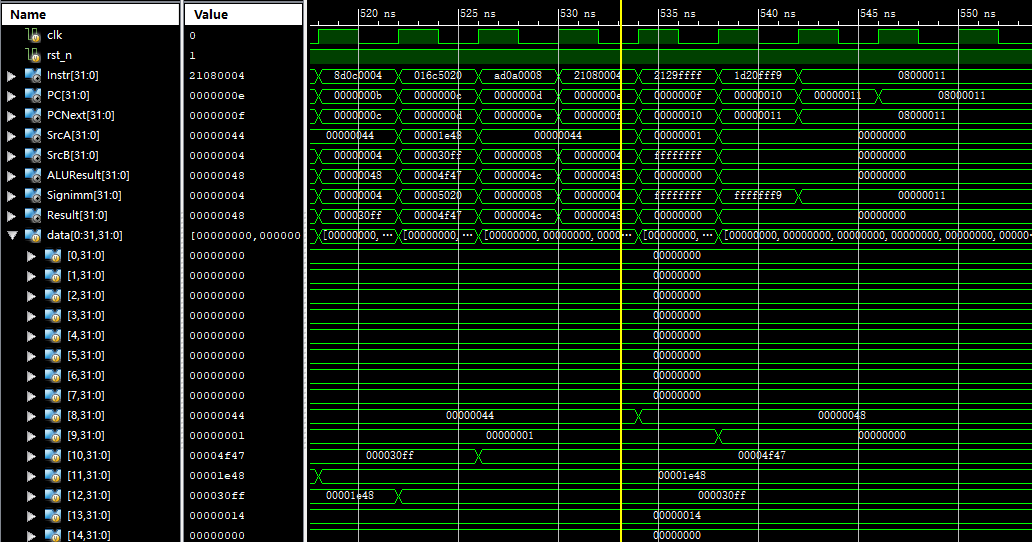 Name Value 520 ns 525 ns 530 ns 535 ns 540 ns 545 ns 550 ns
clk 0
rst_n 1
Instr[31:0] 21080004 8d0c0004 016c5020 ad0a0008 21080004 2129ffff 1d20fff9 08000011
PC[31:0] 0000000e 0000000b 0000000c 0000000d 0000000e 0000000f 00000010 00000011 08000011
PCNext[31:0] 0000000f 0000000c 0000000d 0000000e 0000000f 00000010 00000011 08000011
SrcA[31:0] 00000044 00000044 00001e48 00000044 00000001 00000000
SrcB[31:0] 00000004 00000004 000030ff 00000008 00000004 ffffffff 00000000
ALUResult[31:0] 00000048 00000048 00004f47 0000004c 00000048 00000000
Signimm[31:0] 00000004 00000004 00005020 00000008 00000004 ffffffff fffffff9 00000011
Result[31:0] 00000048 000030ff 00004f47 0000004c 00000048 00000000 00000000
data[0:31,31:0] [00000000,000000 [00000000, ... [00000000, ... [00000000, 00000000, 0000... [00000000, ... [00000000, 00000000, 00000000, 00000000, 00000000, 00000
[0,31:0] 00000000 00000000
[1,31:0] 00000000 00000000
[2,31:0] 00000000 00000000
[3,31:0] 00000000 00000000
[4,31:0] 00000000 00000000
[5,31:0] 00000000 00000000
[6,31:0] 00000000 00000000
[7,31:0] 00000000 00000000
[8,31:0] 00000044 00000044 00000048
[9,31:0] 00000001 00000001 00000000
[10,31:0] 00004f47 000030ff 00004f47
[11,31:0] 00001e48 00001e48
[12,31:0] 000030ff 00001e48 000030ff
[13,31:0] 00000014 00000014
[14,31:0] 00000000 00000000